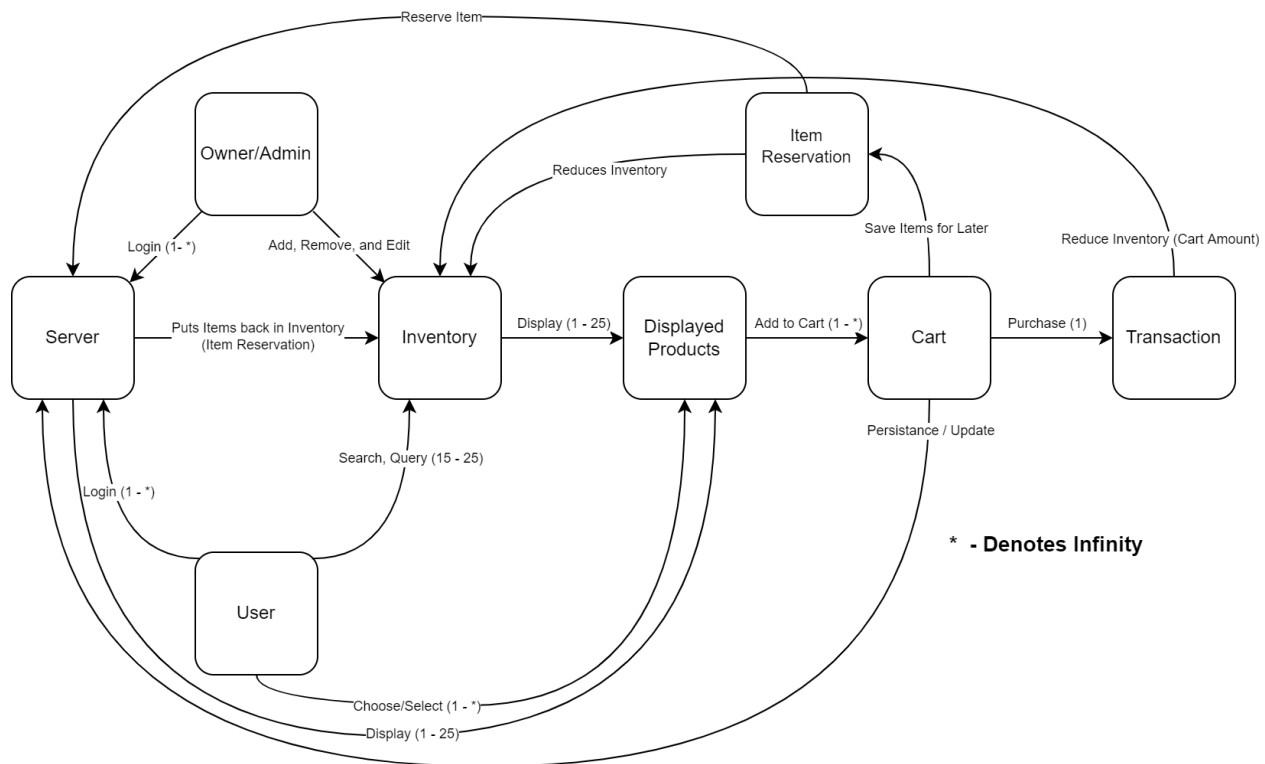 Reserve Item
Owner/Admin
Item
Reservation
Reduces Inventory
Save Items for Later
Login (1- *)
Add, Remove, and Edit
Reduce Inventory (Cart Amount)
Server
Puts Items back in Inventory
(Item Reservation)
Inventory
Display (1 - 25)
Displayed
Products
Add to Cart (1 - *)
Cart
Purchase (1)
Transaction
Persistance / Update
Search, Query (15 - 25)
Login (1 - *)
* - Denotes Infinity
User
Choose/Select (1 - *)
Display (1 - 25)